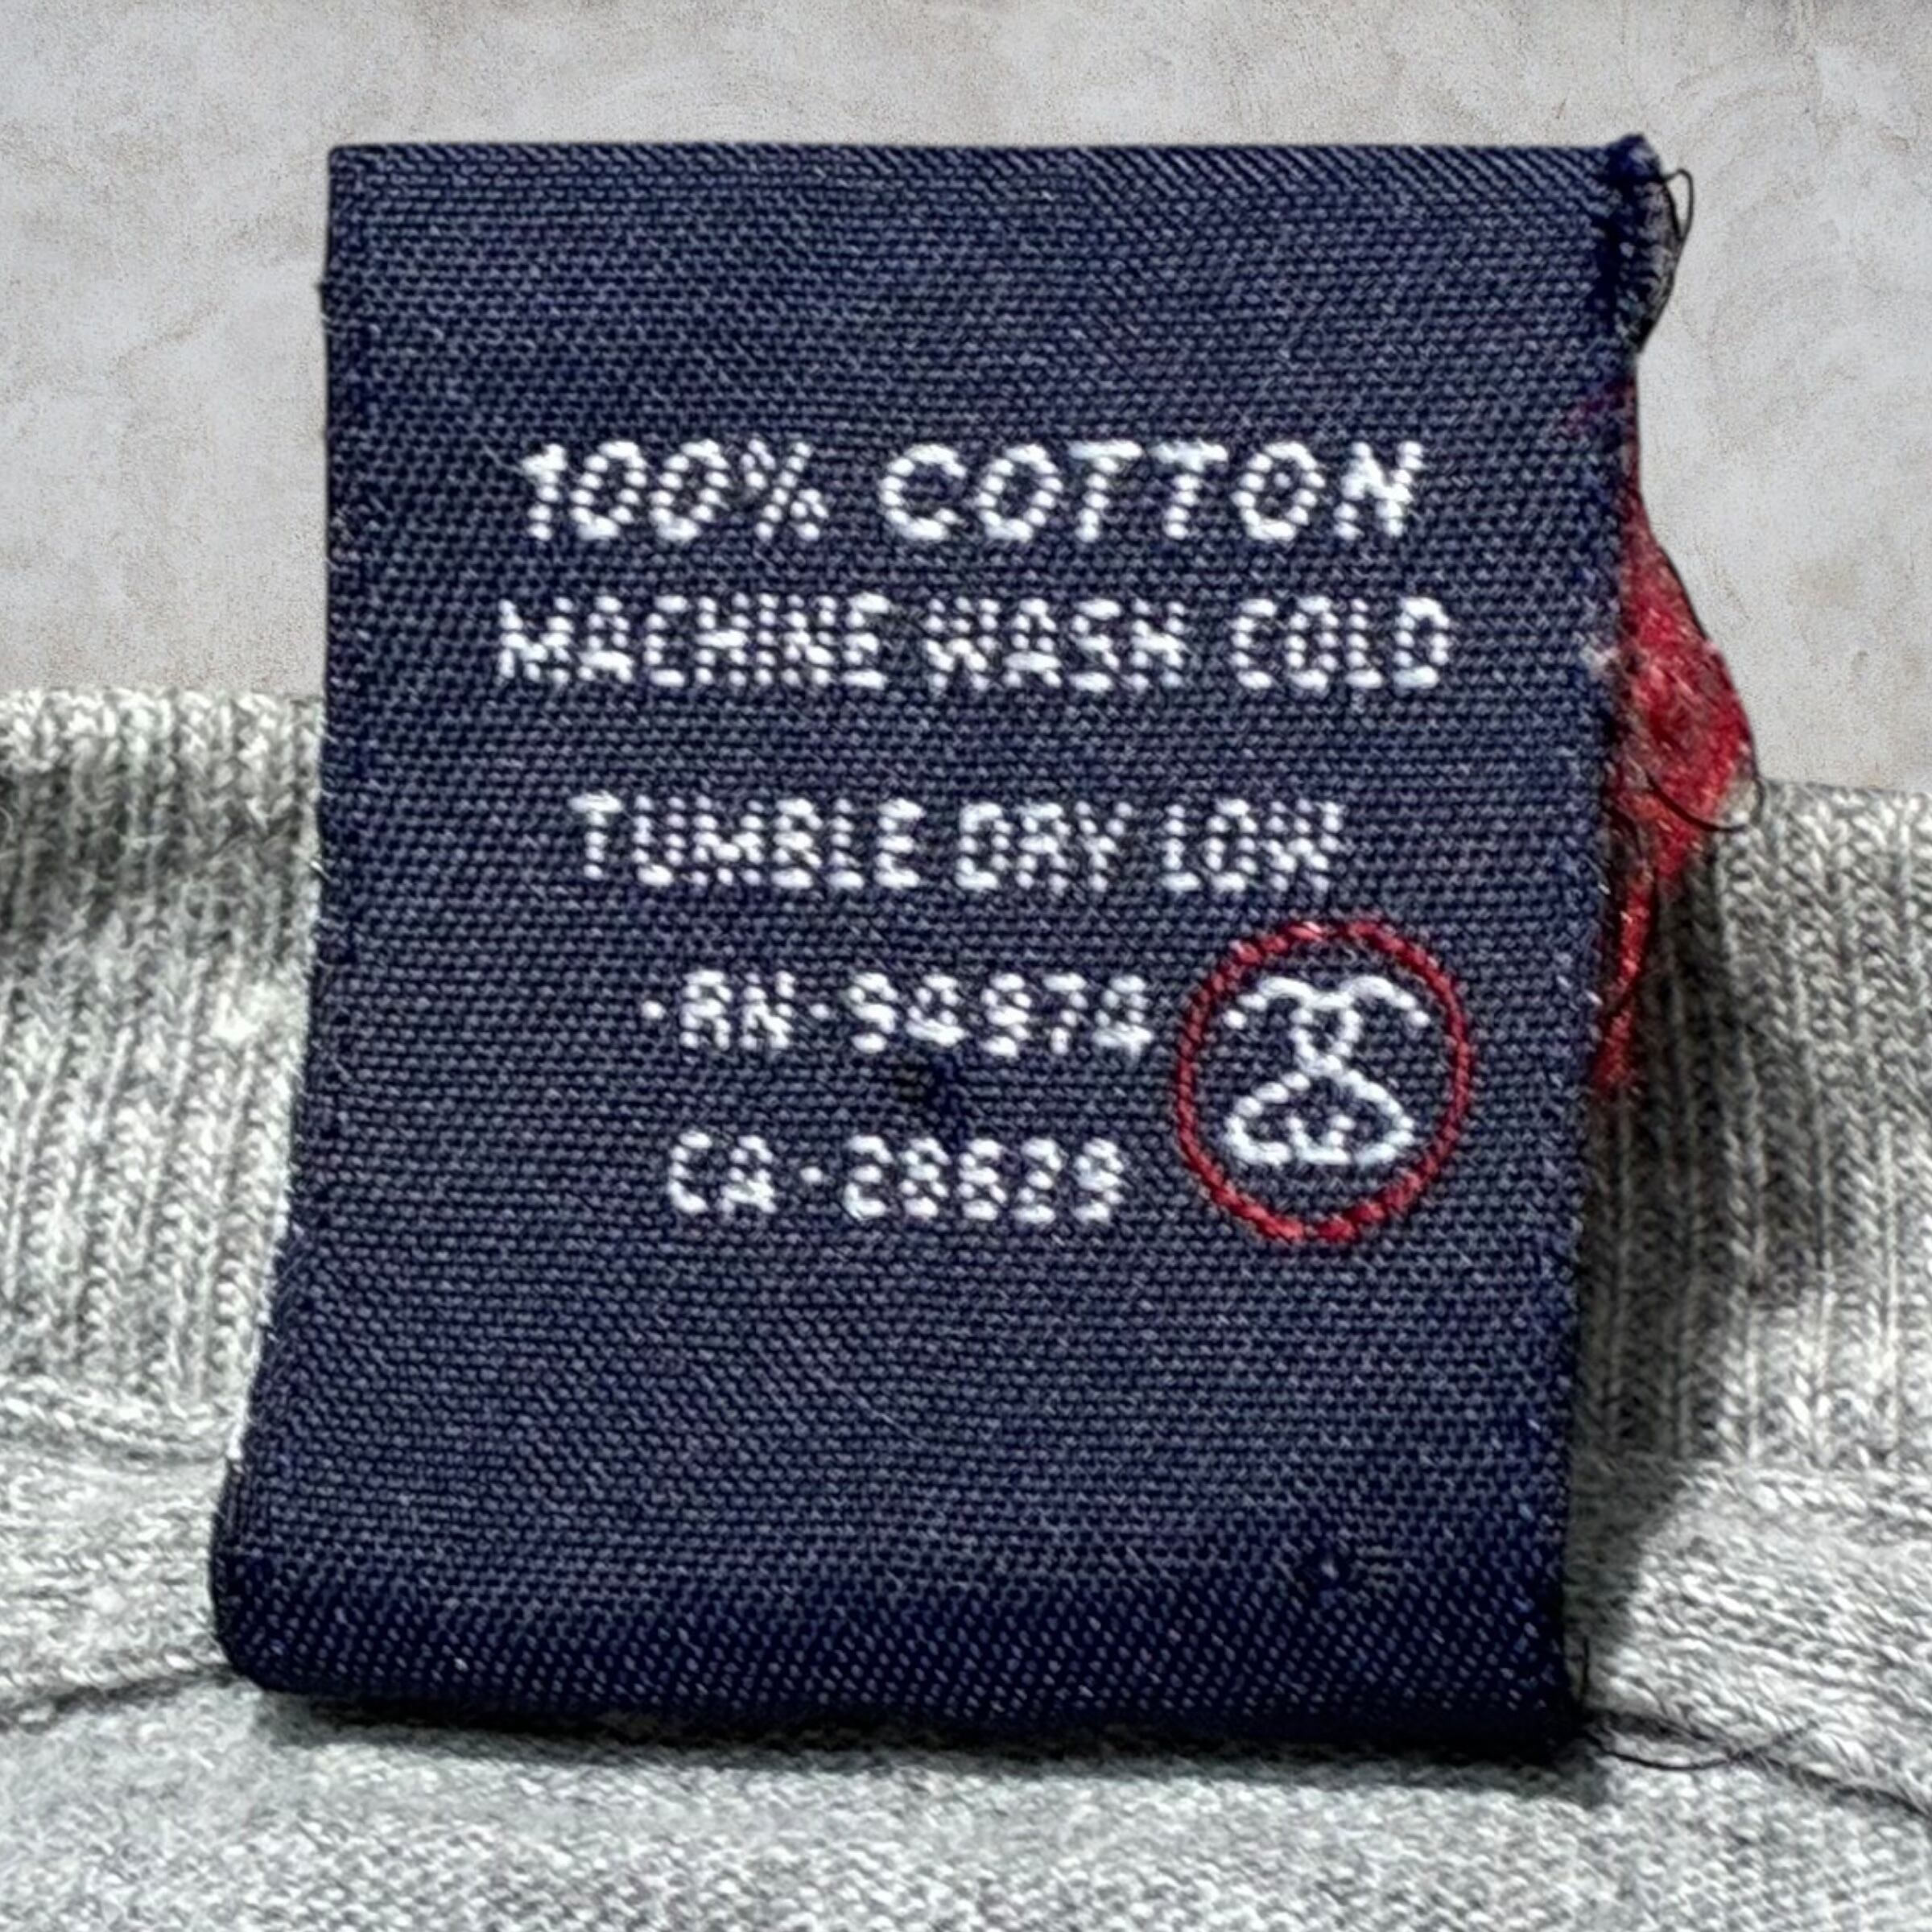 100% COTTON
MACHINE WASH COLD
TUMBLE DRY LOW
·RN·94974
CA·28629